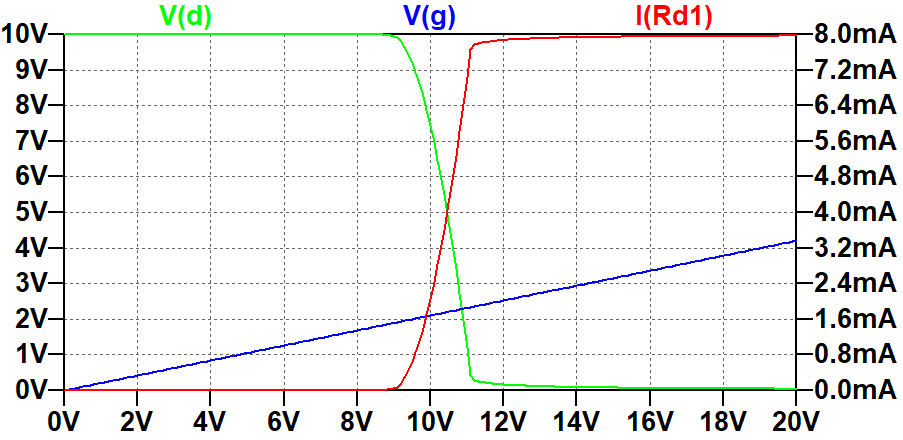 V(d) V(g) I(Rd1)
10V 8.0mA
9V 7.2mA
8V 6.4mA
7V 5.6mA
6V 4.8mA
5V 4.0mA
4V 3.2mA
3V 2.4mA
2V 1.6mA
1V 0.8mA
0V 0.0mA
0V 2V 4V 6V 8V 10V 12V 14V 16V 18V 20V